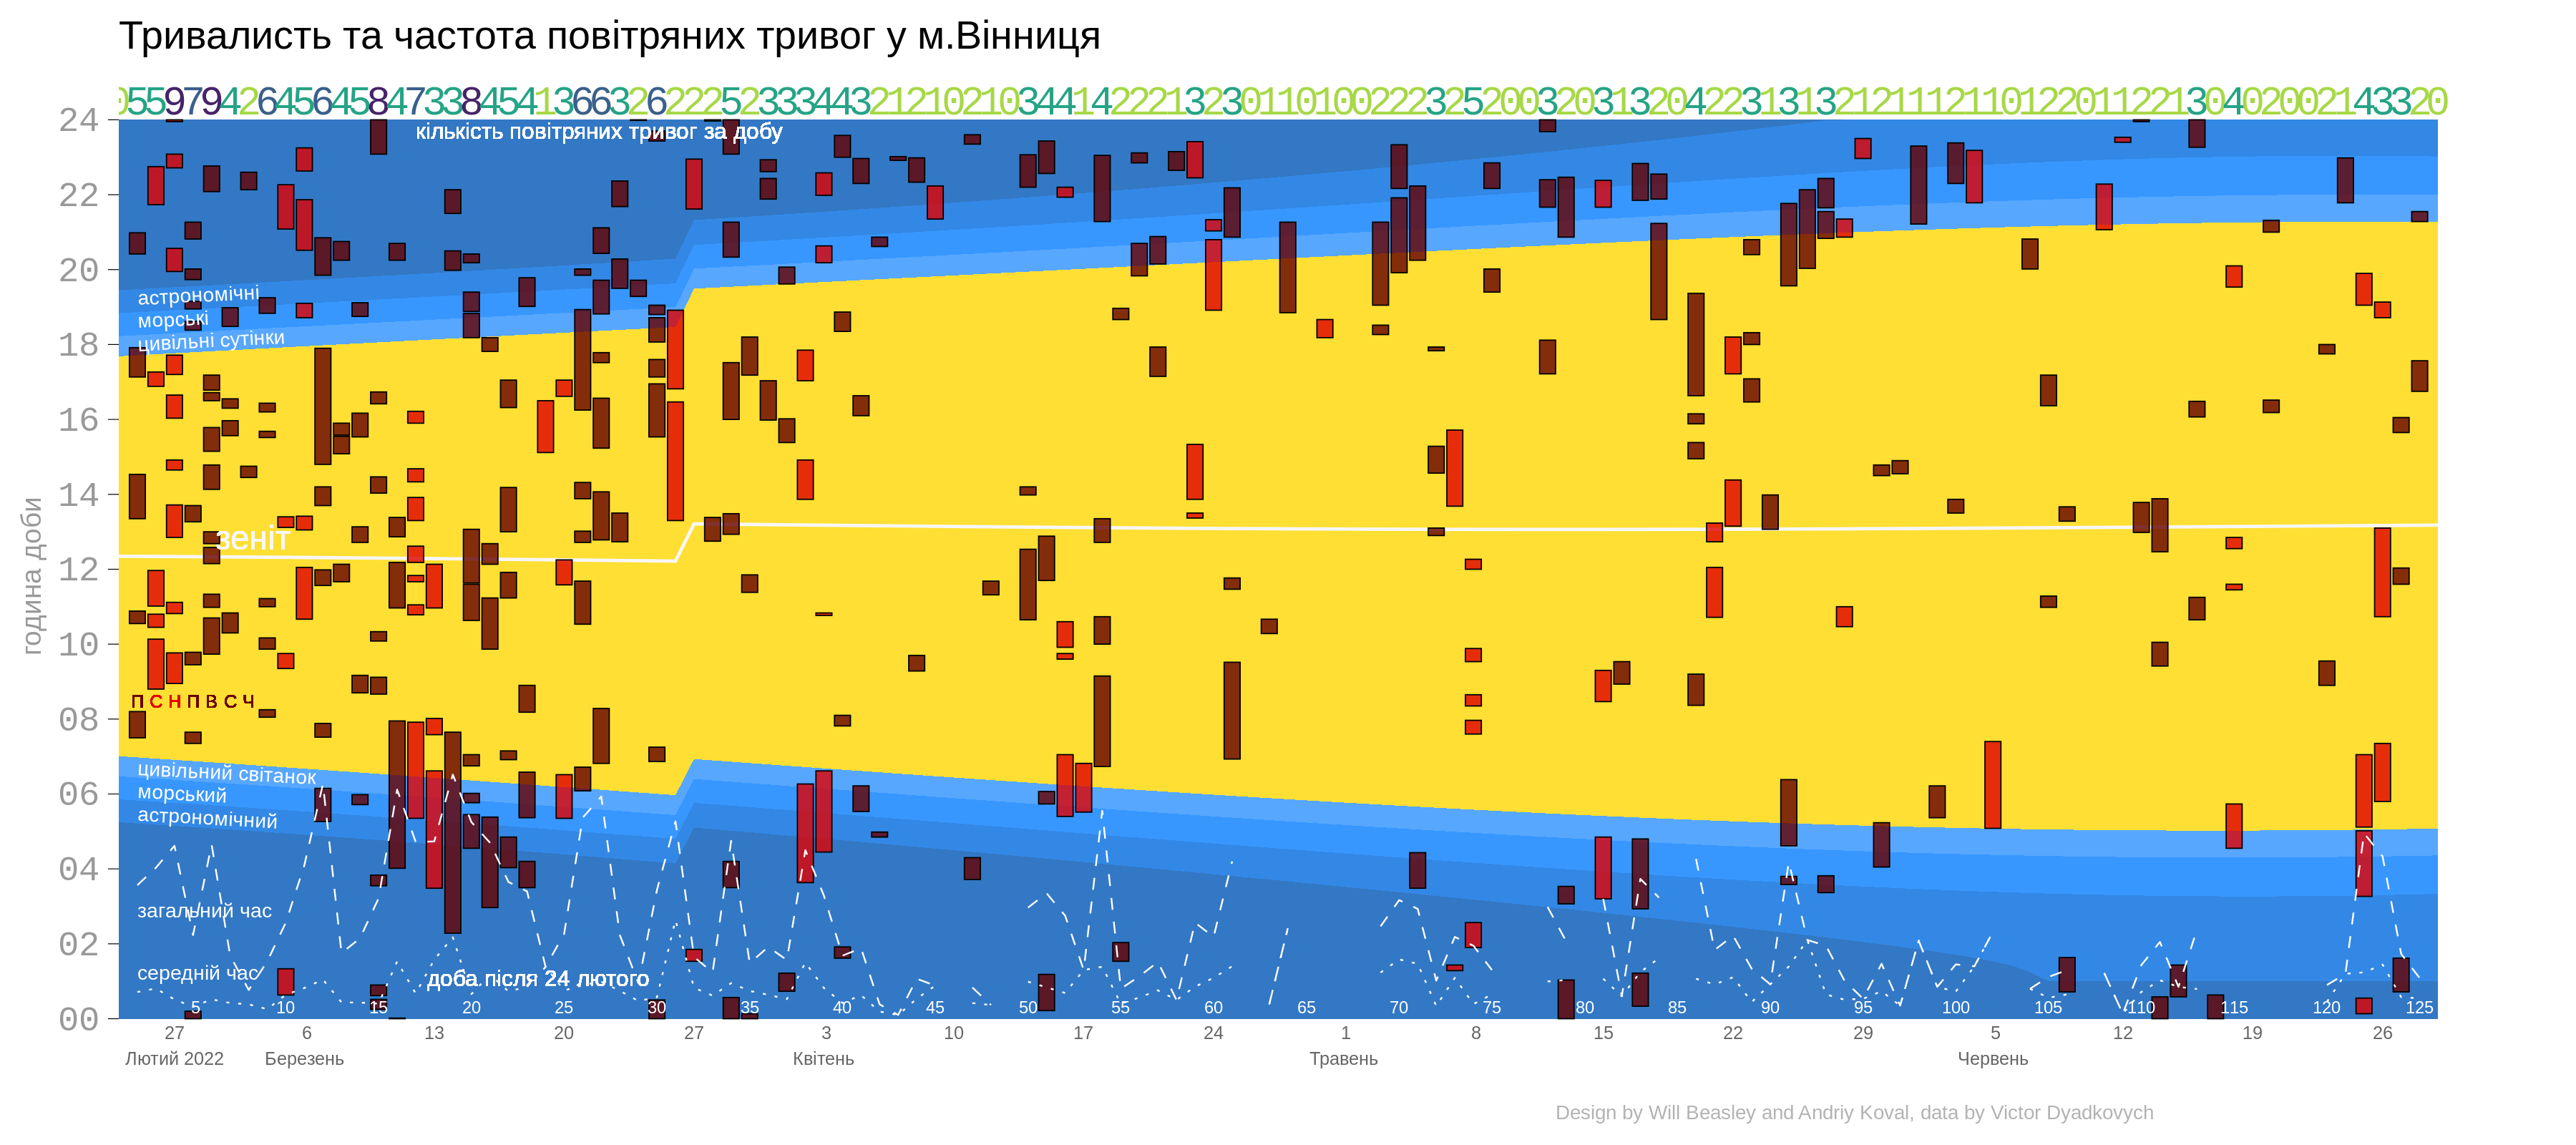 Тривалисть та частота повітряних тривог у м.Вінниця
055979426456458473384541366326222523334432121021034414222132301101002223252003203132042231313212112110122011221304020021433 20
24
кількість повітряних тривог за добу
22
20
астрономічні
морські
цивільні сутінки
18
16
14
година доби
зеніт
12
10
П С Н П В С Ч
08
цивільний світанок
06
морський
астрономічний
04
загальний час
02
середній час
доба після 24 лютого
5 10 15 20 25 30 35 40 45 50 55 60 65 70 75 80 85 90 95 100 105 110 115 120 125
00
27 6 13 20 27 3 10 17 24 1 8 15 22 29 5 12 19 26
Лютий 2022 Березень Квітень Травень Червень
Design by Will Beasley and Andriy Koval, data by Victor Dyadkovych